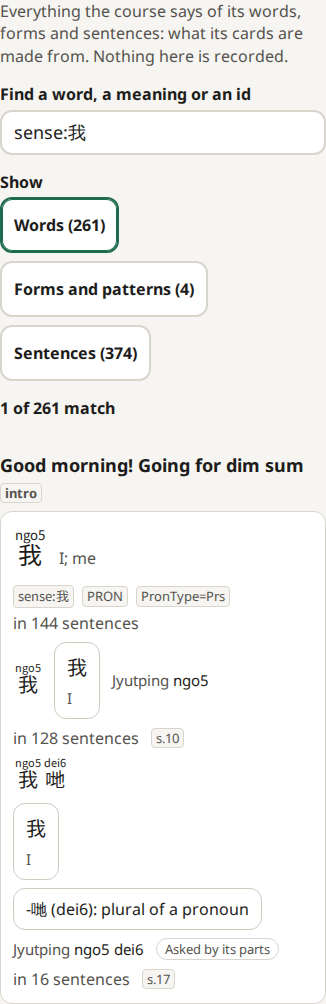 Everything the course says of its words,
forms and sentences: what its cards are
made from. Nothing here is recorded.
Find a word, a meaning or an id
sense:我
Show
Words (261)
Forms and patterns (4)
Sentences (374)
1 of 261 match
Good morning! Going for dim sum
intro
ngo5
我 I; me
sense:我 PRON PronType=Prs
in 144 sentences
ngo5
我
我
I
Jyutping ngo5
in 128 sentences s.10
ngo5 dei6
我 哋
我
I
-哋 (dei6): plural of a pronoun
Jyutping ngo5 dei6 Asked by its parts
in 16 sentences s.17